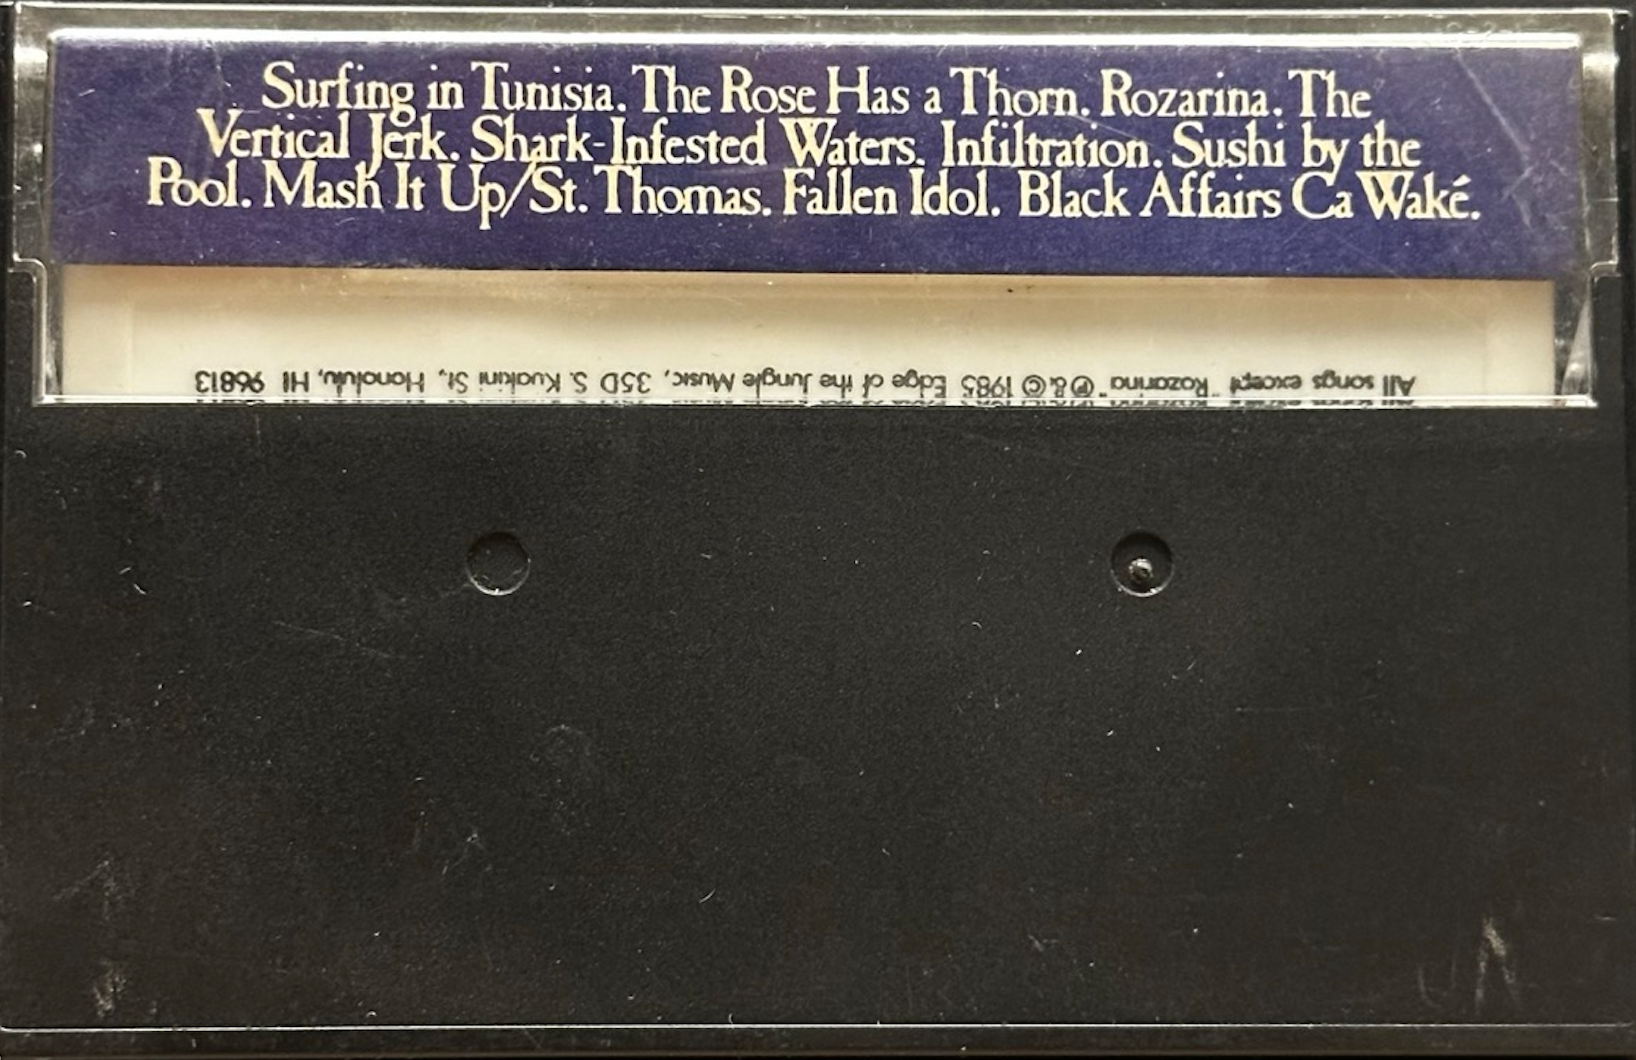 Surfing in Tunisia. The Rose Has a Thorn. Rozarina. The
Vertical Jerk. Shark-Infested Waters. Infiltration. Sushi by the
Pool. Mash It Up/St. Thomas. Fallen Idol. Black Affairs Ca Waké.
All songs except "Rozarina" ℗ & © 1985 Edge of the Jungle Music, 35D S. Kuakini St., Honolulu, HI 96813